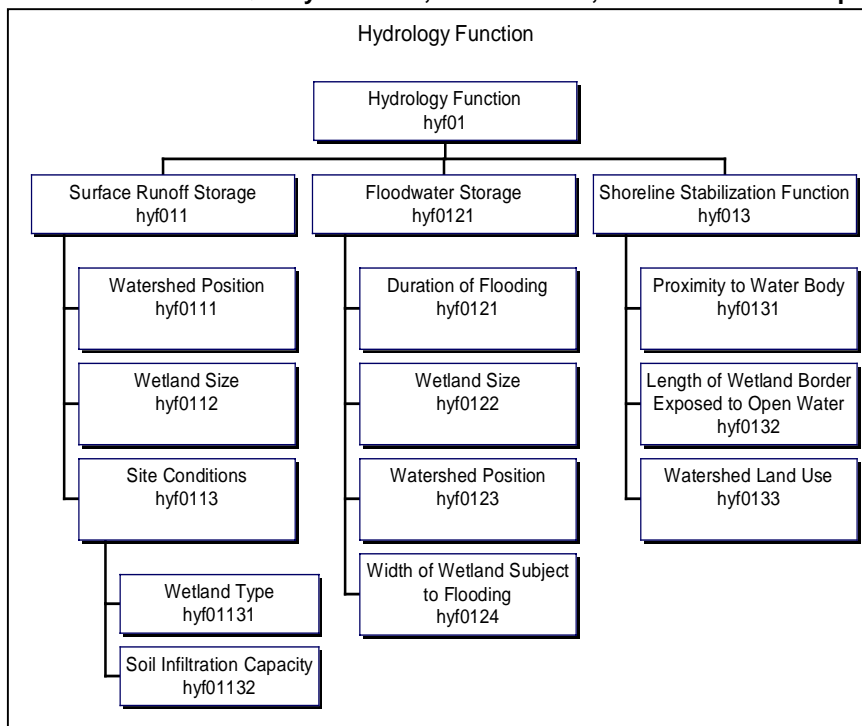 Hydrology Function
Hydrology Function
hyf01
Surface Runoff Storage
hyf011
Watershed Position
hyf0111
Wetland Size
hyf0112
Site Conditions
hyf0113
Wetland Type
hyf01131
Soil Infiltration Capacity
hyf01132
Floodwater Storage
hyf0121
Duration of Flooding
hyf0121
Wetland Size
hyf0122
Watershed Position
hyf0123
Width of Wetland Subject
to Flooding
hyf0124
Shoreline Stabilization Function
hyf013
Proximity to Water Body
hyf0131
Length of Wetland Border
Exposed to Open Water
hyf0132
Watershed Land Use
hyf0133